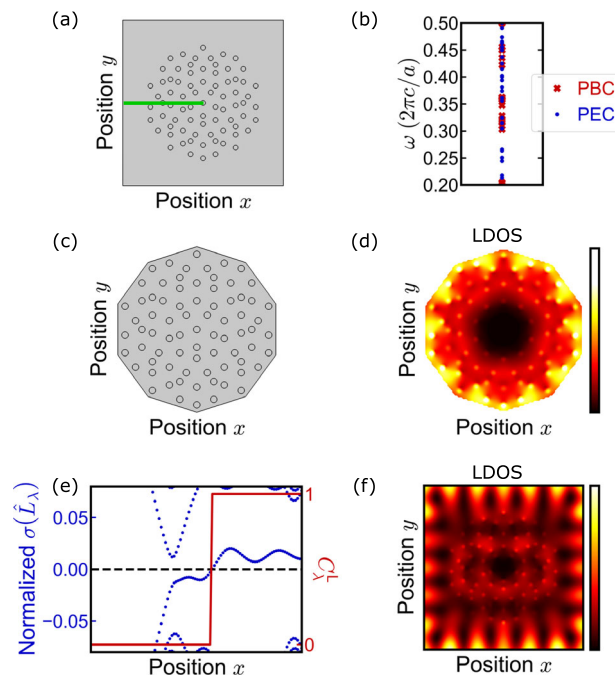 (a)
Position y
Position x
(b)
ω (2πc/a)
0.50
0.45
0.40
0.35
0.30
0.25
0.20
PBC
PEC
(c)
Position y
Position x
(d)
LDOS
Position y
Position x
(e)
Normalized σ(L̂λ)
0.05
0.00
−0.05
1
0
C^L_λ
Position x
(f)
LDOS
Position y
Position x